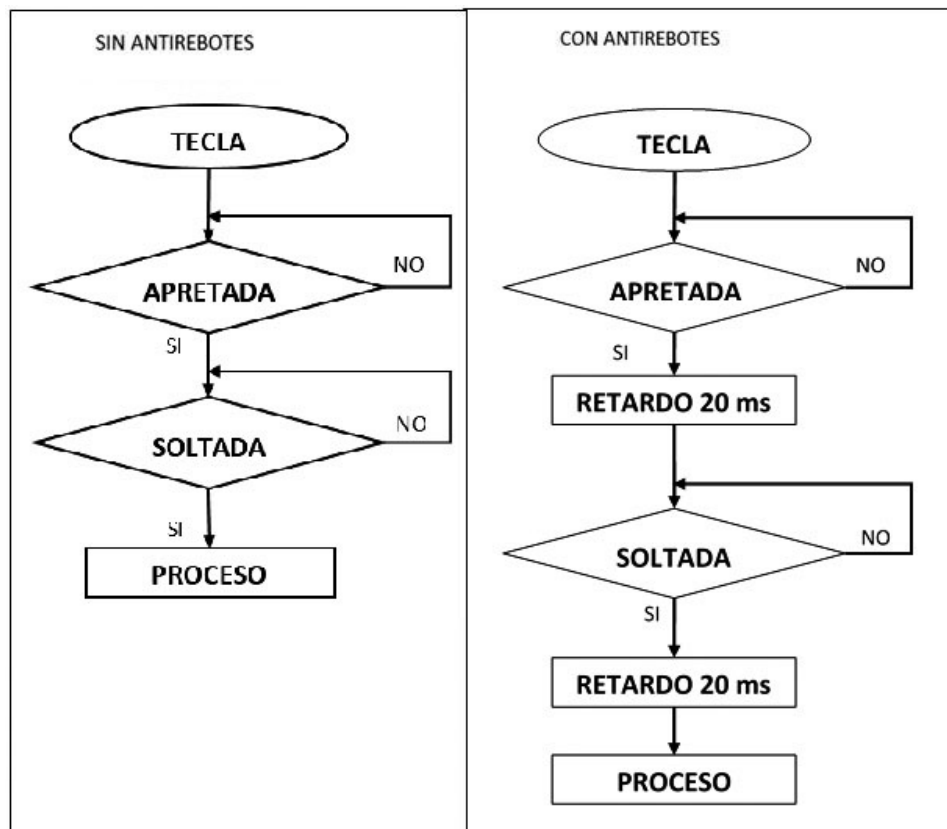 SIN ANTIREBOTES
TECLA
APRETADA
NO
SI
SOLTADA
NO
SI
PROCESO
CON ANTIREBOTES
TECLA
APRETADA
NO
SI
RETARDO 20 ms
SOLTADA
NO
SI
RETARDO 20 ms
PROCESO